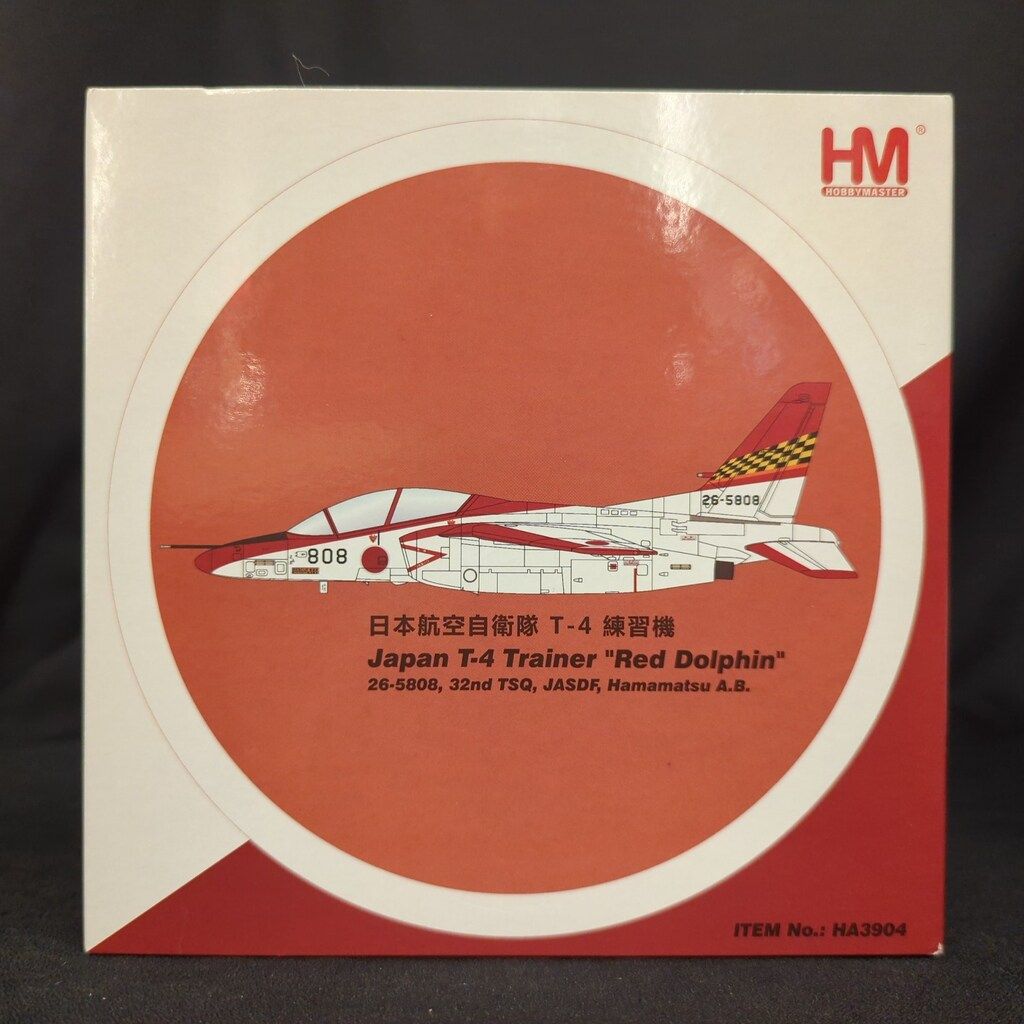 HM®
HOBBYMASTER
26-5808
808
日本航空自衛隊 T-4 練習機
Japan T-4 Trainer "Red Dolphin"
26-5808, 32nd TSQ, JASDF, Hamamatsu A.B.
ITEM No.: HA3904